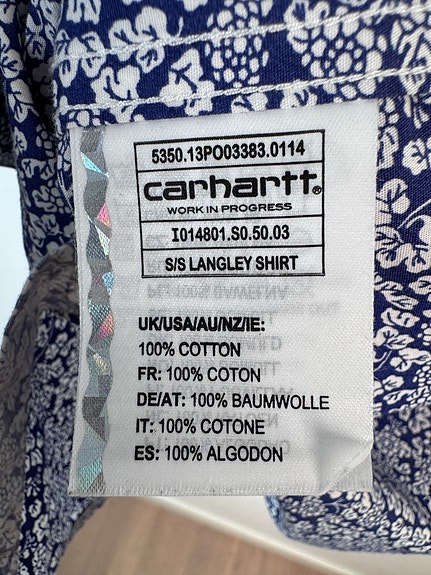 5350.13PO03383.0114
carhartt®
WORK IN PROGRESS
I014801.S0.50.03
S/S LANGLEY SHIRT
UK/USA/AU/NZ/IE:
100% COTTON
FR: 100% COTON
DE/AT: 100% BAUMWOLLE
IT: 100% COTONE
ES: 100% ALGODON